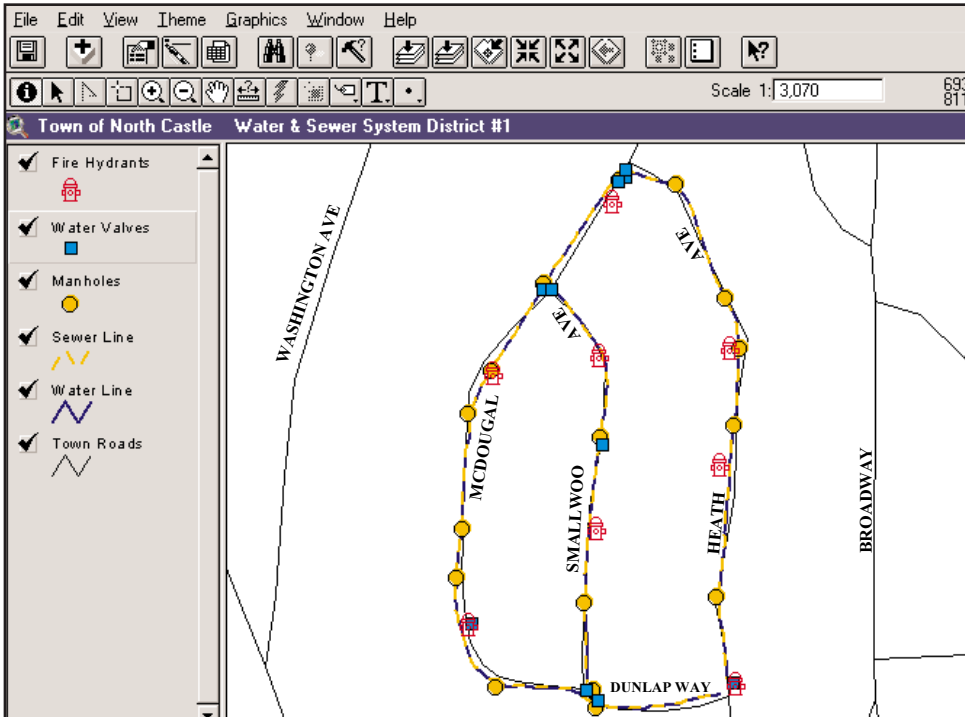 File Edit View Theme Graphics Window Help
Scale 1: 3,070
693
811
Town of North Castle Water & Sewer System District #1
Fire Hydrants
Water Valves
Manholes
Sewer Line
Water Line
Town Roads
WASHINGTON AVE
AVE
AVE
MCDOUGAL
SMALLWOO
HEATH
BROADWAY
DUNLAP WAY